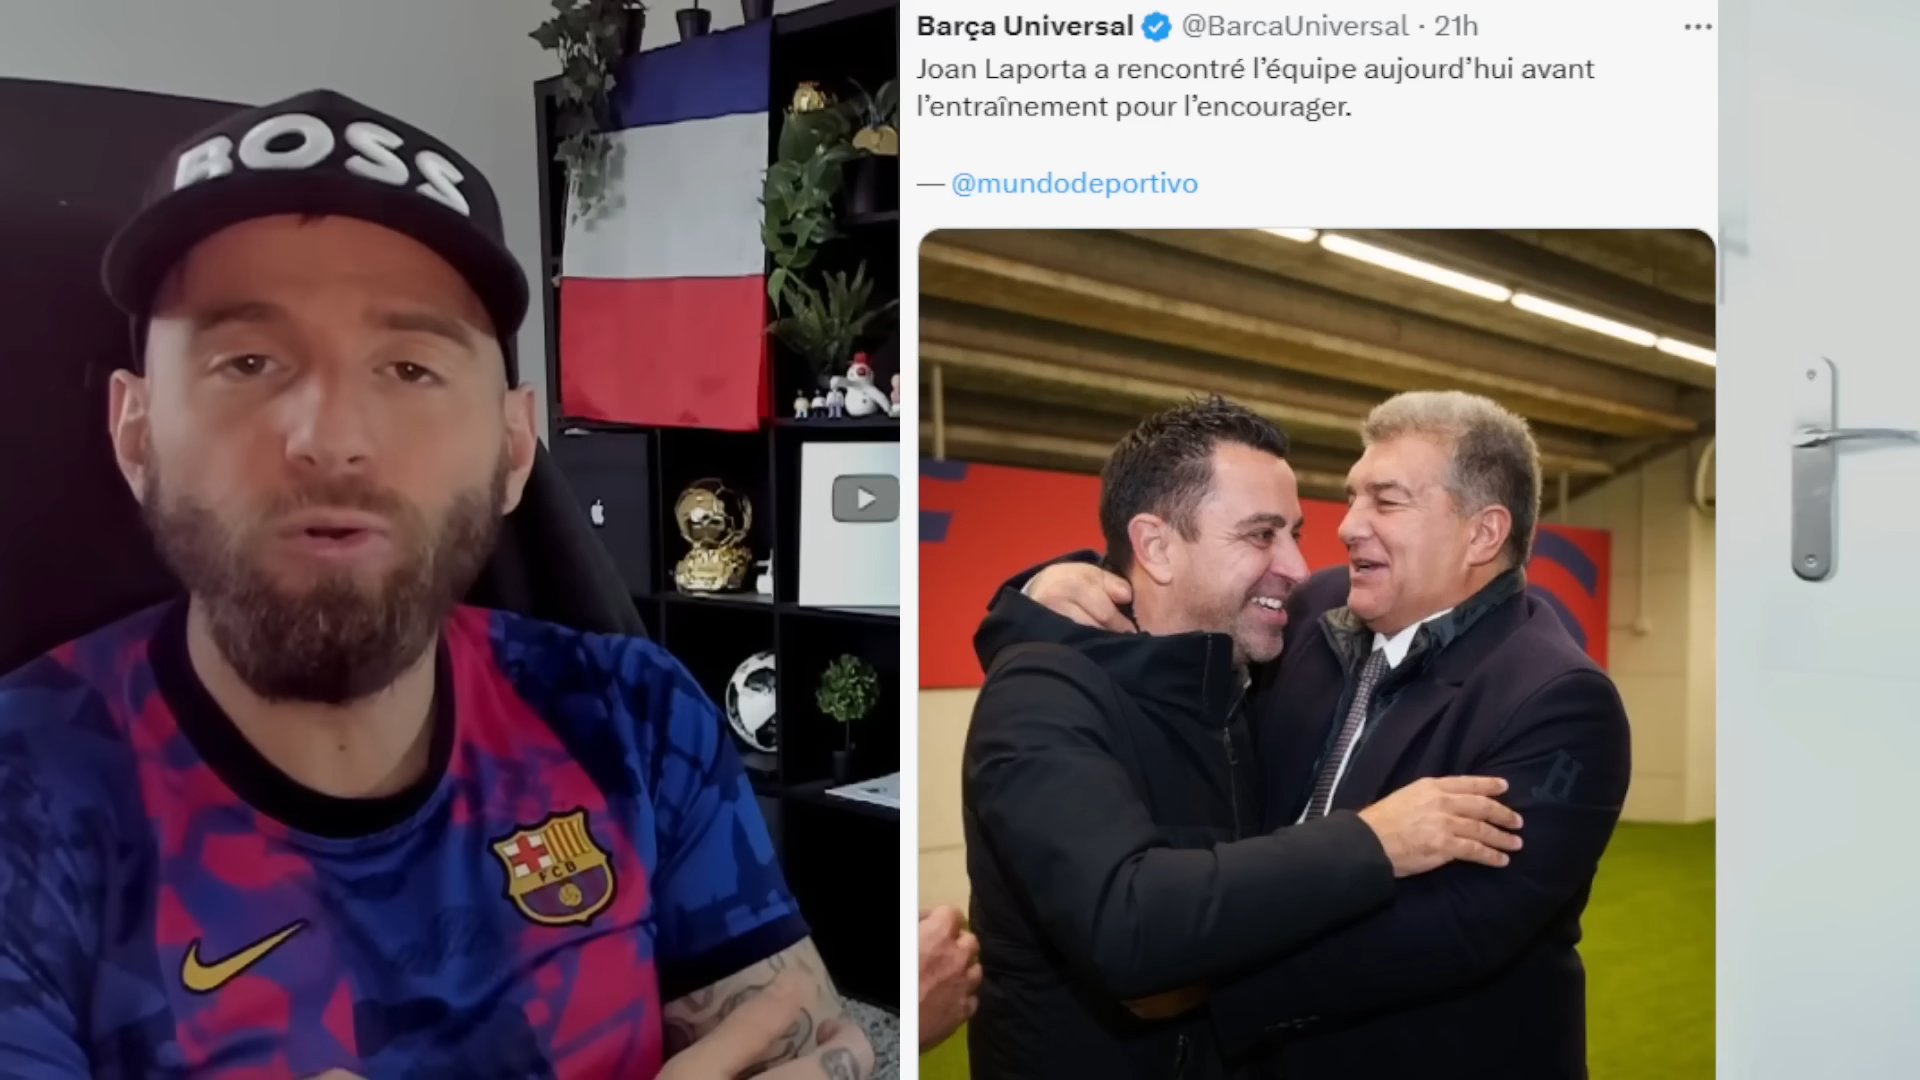 BOSS
FCB
Barça Universal @BarcaUniversal · 21h
Joan Laporta a rencontré l'équipe aujourd'hui avant
l'entraînement pour l'encourager.
— @mundodeportivo
H